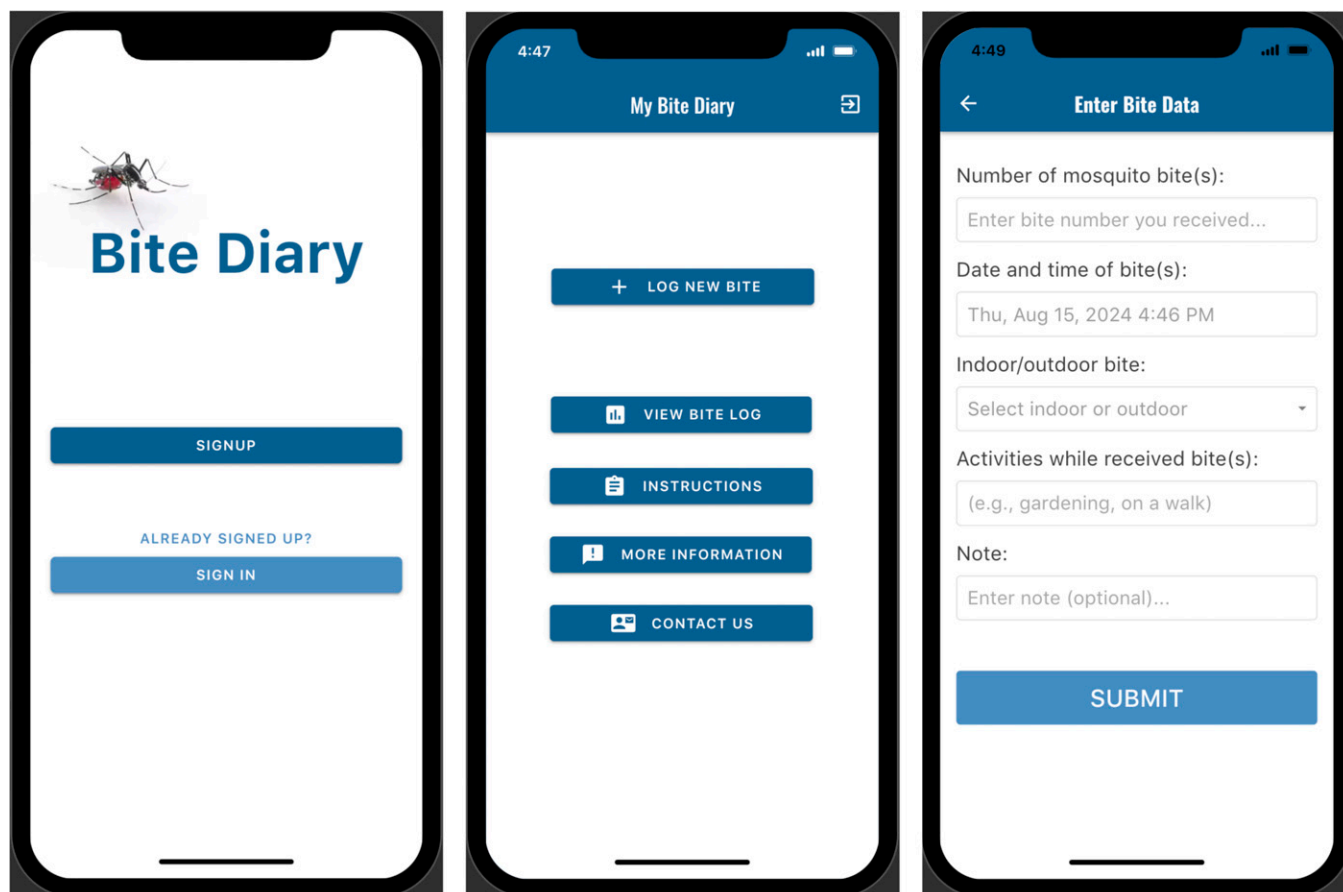 Bite Diary
SIGNUP
ALREADY SIGNED UP?
SIGN IN
4:47
My Bite Diary
LOG NEW BITE
VIEW BITE LOG
INSTRUCTIONS
MORE INFORMATION
CONTACT US
4:49
Enter Bite Data
Number of mosquito bite(s):
Enter bite number you received...
Date and time of bite(s):
Thu, Aug 15, 2024 4:46 PM
Indoor/outdoor bite:
Select indoor or outdoor
Activities while received bite(s):
(e.g., gardening, on a walk)
Note:
Enter note (optional)...
SUBMIT